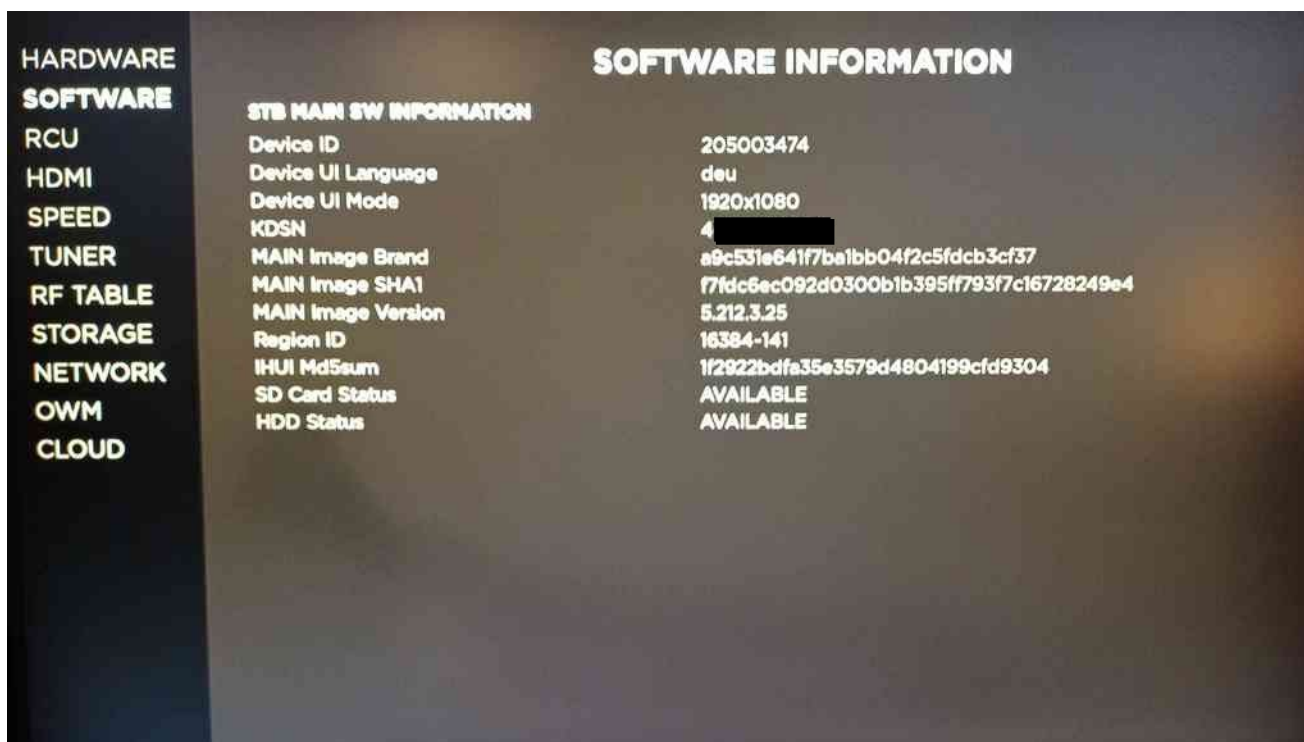 HARDWARE
SOFTWARE
RCU
HDMI
SPEED
TUNER
RF TABLE
STORAGE
NETWORK
OWM
CLOUD
SOFTWARE INFORMATION
STB MAIN SW INFORMATION
Device ID 205003474
Device UI Language deu
Device UI Mode 1920x1080
KDSN 4
MAIN Image Brand a9c531e641f7ba1bb04f2c5fdcb3cf37
MAIN Image SHA1 f7fdc6ec092d0300b1b395ff793f7c16728249e4
MAIN Image Version 5.212.3.25
Region ID 16384-141
IHUI Md5sum 1f2922bdfa35e3579d4804199cfd9304
SD Card Status AVAILABLE
HDD Status AVAILABLE